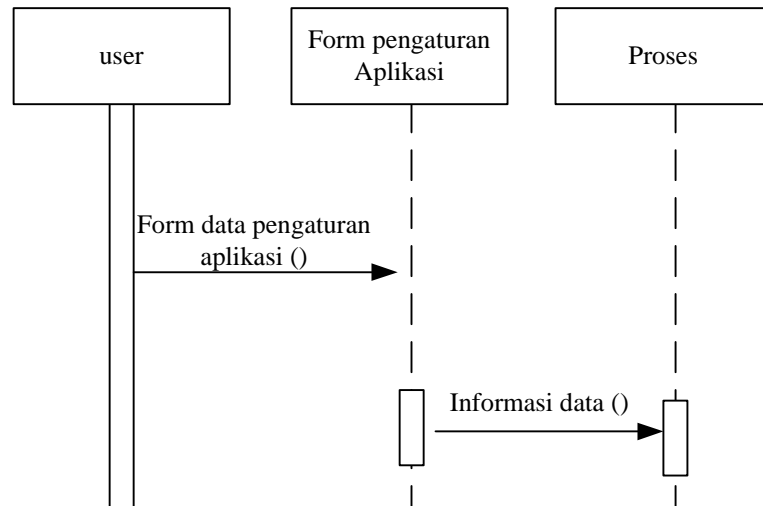 user
Form pengaturan
Aplikasi
Proses
Form data pengaturan
aplikasi ()
Informasi data ()